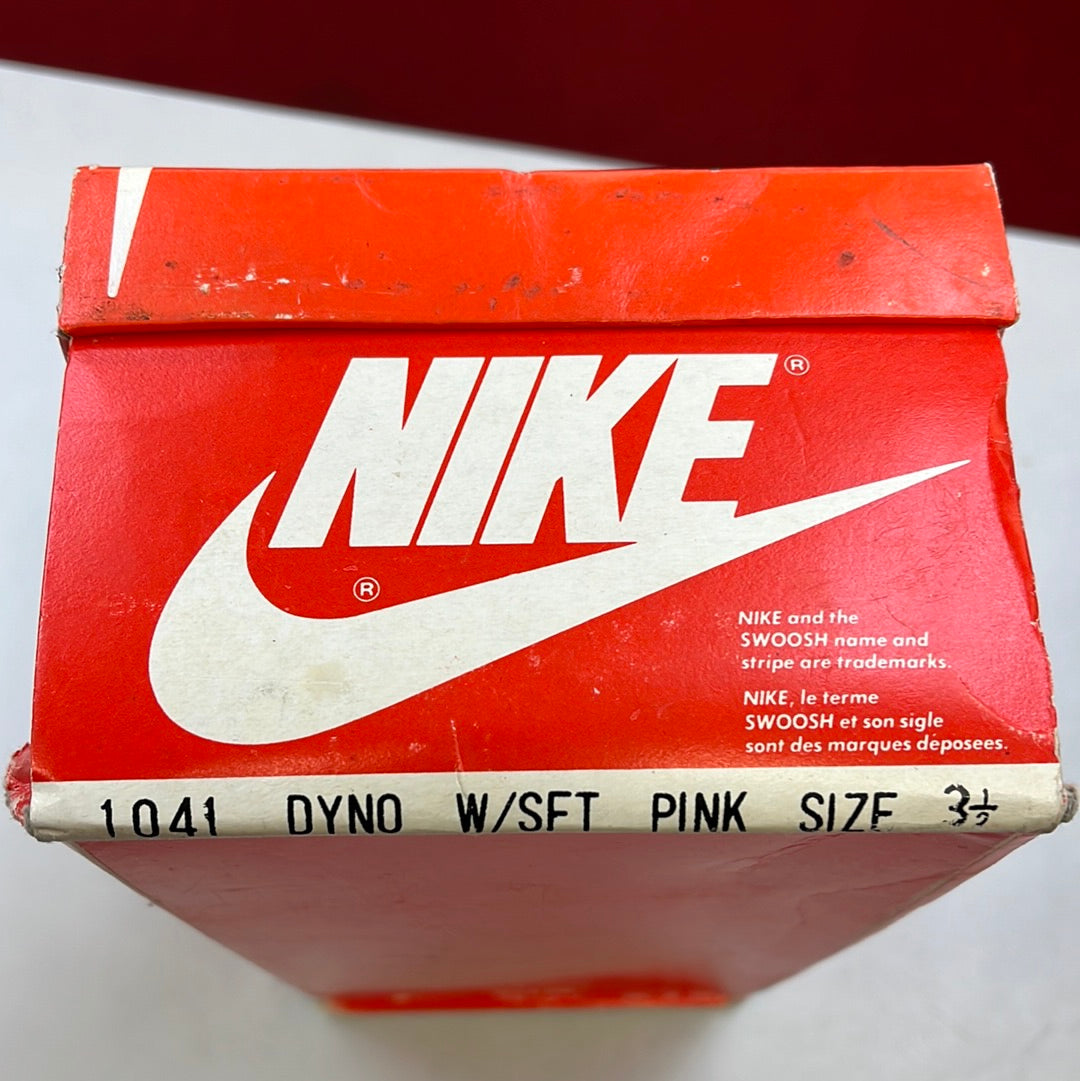 NIKE ®
®
NIKE and the
SWOOSH name and
stripe are trademarks.
NIKE, le terme
SWOOSH et son sigle
sont des marques déposees.
1041 DYNO W/SFT PINK SIZE 3½